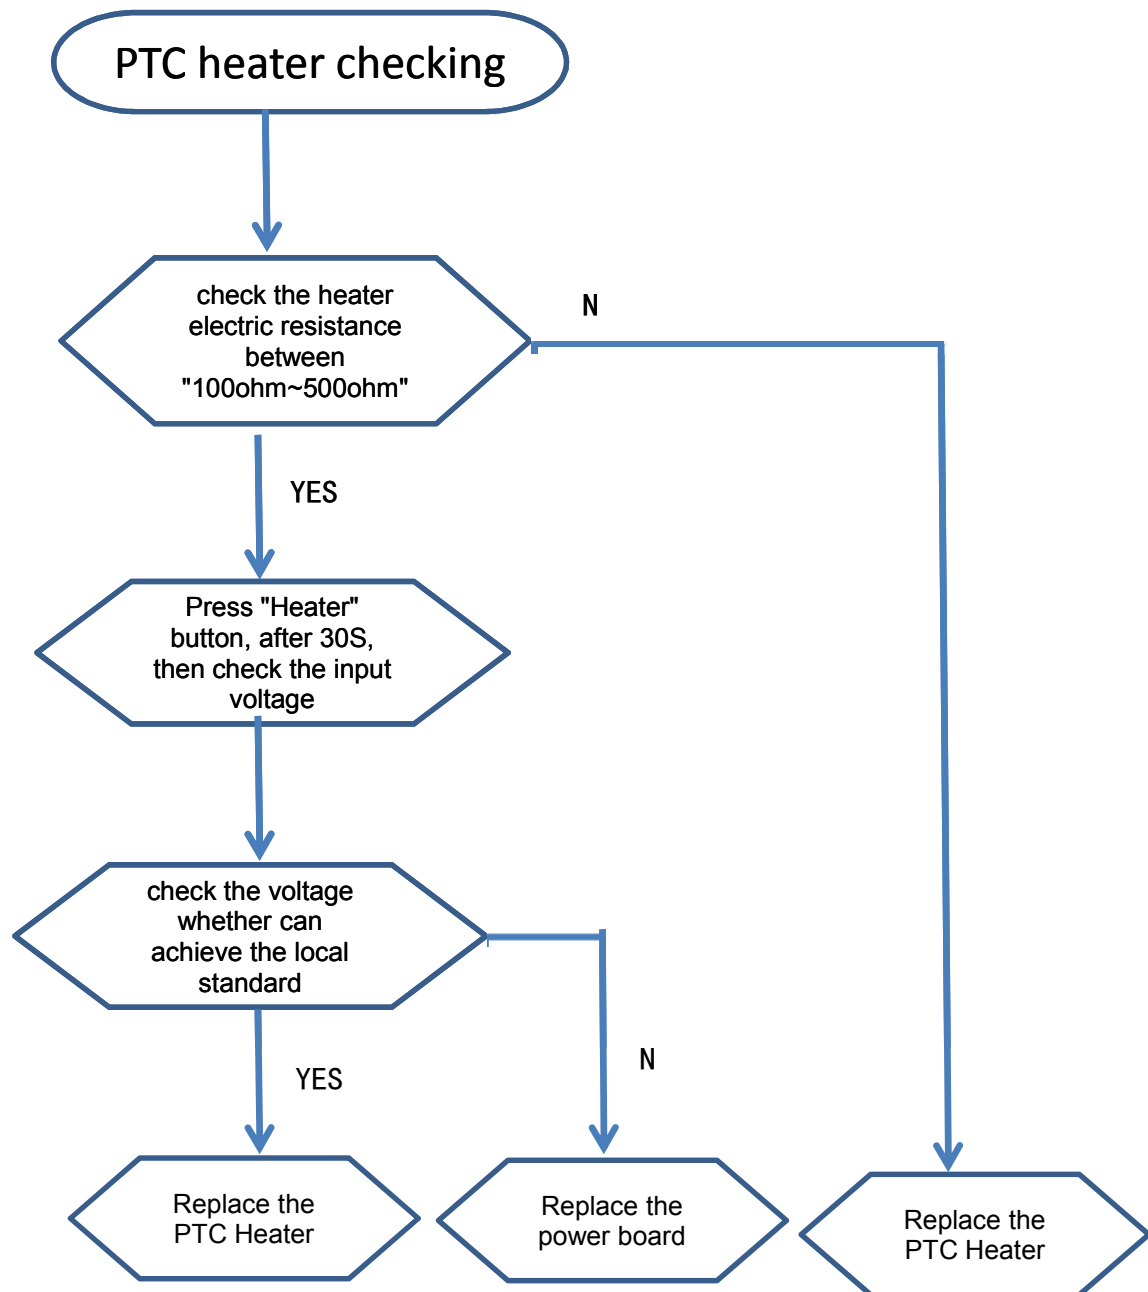 PTC heater checking
check the heater
electric resistance
between
"100ohm~500ohm"
N
YES
Press "Heater"
button, after 30S,
then check the input
voltage
check the voltage
whether can
achieve the local
standard
YES
N
Replace the
PTC Heater
Replace the
power board
Replace the
PTC Heater